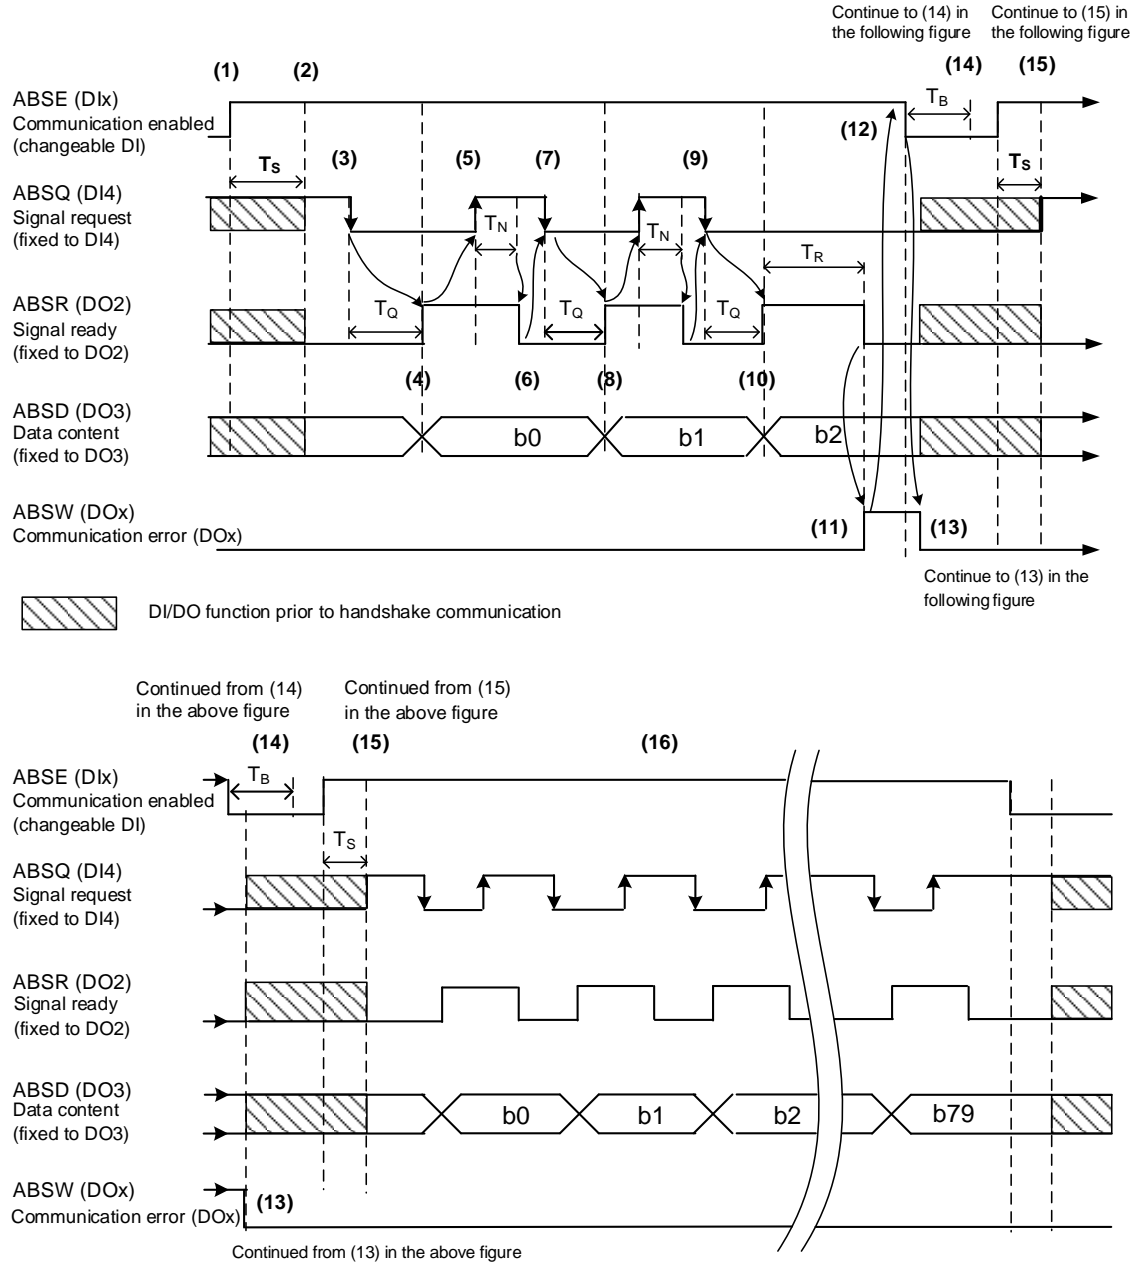 Continue to (14) in
the following figure
Continue to (15) in
the following figure
(1)
(2)
(14)
(15)
ABSE (DIx)
Communication enabled
(changeable DI)
TB
(12)
TS
(3)
(5)
(7)
(9)
TS
ABSQ (DI4)
Signal request
(fixed to DI4)
TN
TN
TR
ABSR (DO2)
Signal ready
(fixed to DO2)
TQ
TQ
TQ
(4)
(6)
(8)
(10)
ABSD (DO3)
Data content
(fixed to DO3)
b0
b1
b2
ABSW (DOx)
Communication error (DOx)
(11)
(13)
Continue to (13) in the
following figure
DI/DO function prior to handshake communication
Continued from (14)
in the above figure
Continued from (15)
in the above figure
(14)
(15)
(16)
ABSE (DIx)
Communication enabled
(changeable DI)
TB
TS
ABSQ (DI4)
Signal request
(fixed to DI4)
ABSR (DO2)
Signal ready
(fixed to DO2)
ABSD (DO3)
Data content
(fixed to DO3)
b0
b1
b2
b79
ABSW (DOx)
Communication error (DOx)
(13)
Continued from (13) in the above figure